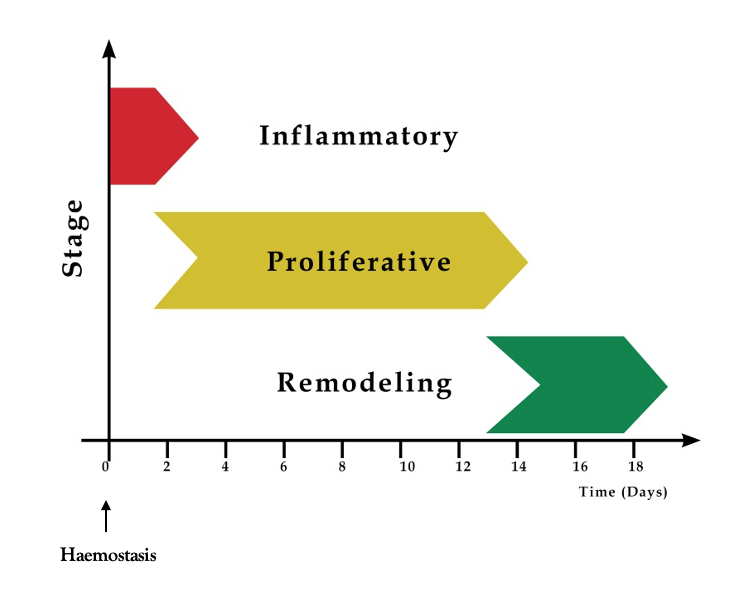 Inflammatory
Stage
Proliferative
Remodeling
0 2 4 6 8 10 12 14 16 18
Time (Days)
Haemostasis